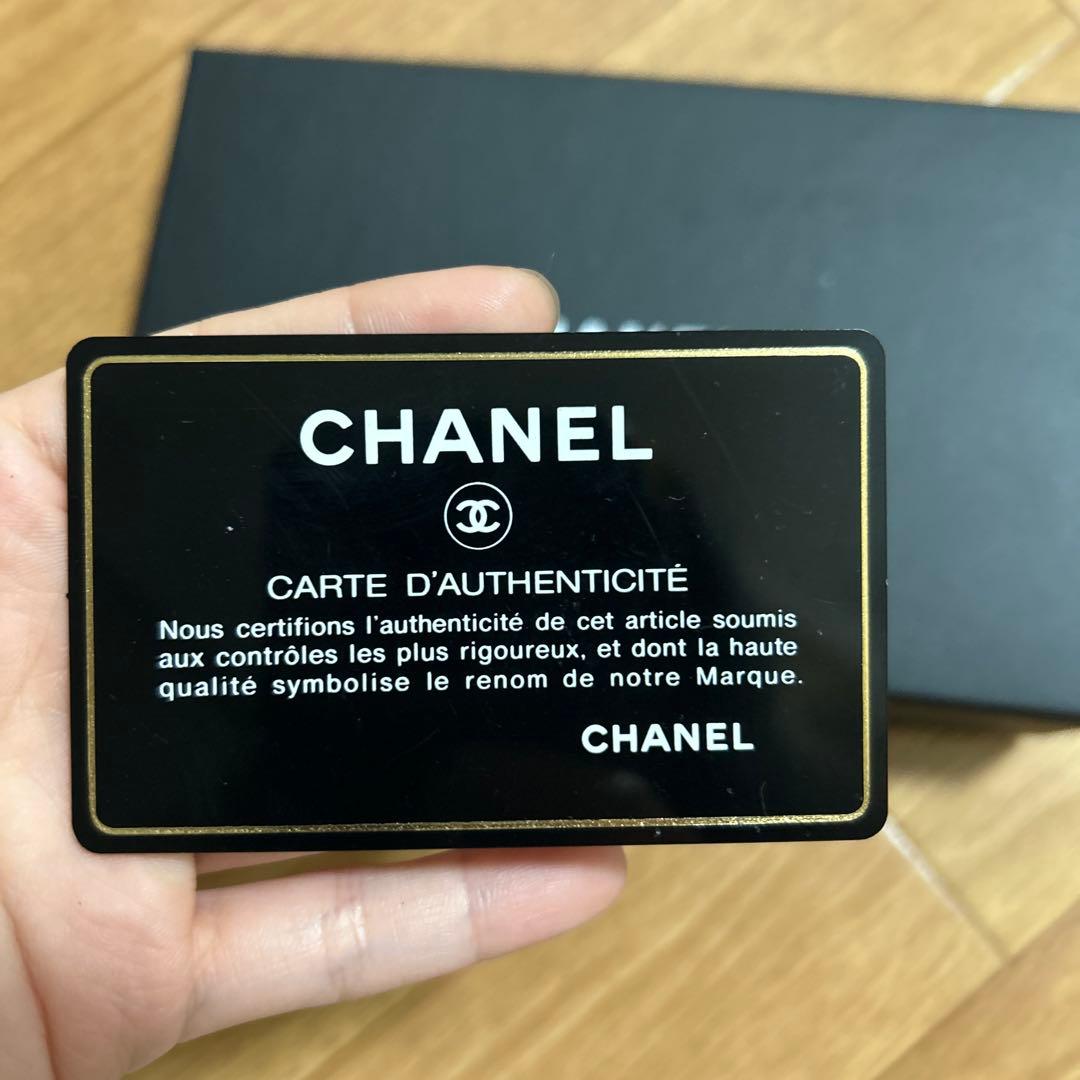 CHANEL
CARTE D'AUTHENTICITÉ
Nous certifions l'authenticité de cet article soumis
aux contrôles les plus rigoureux, et dont la haute
qualité symbolise le renom de notre Marque.
CHANEL